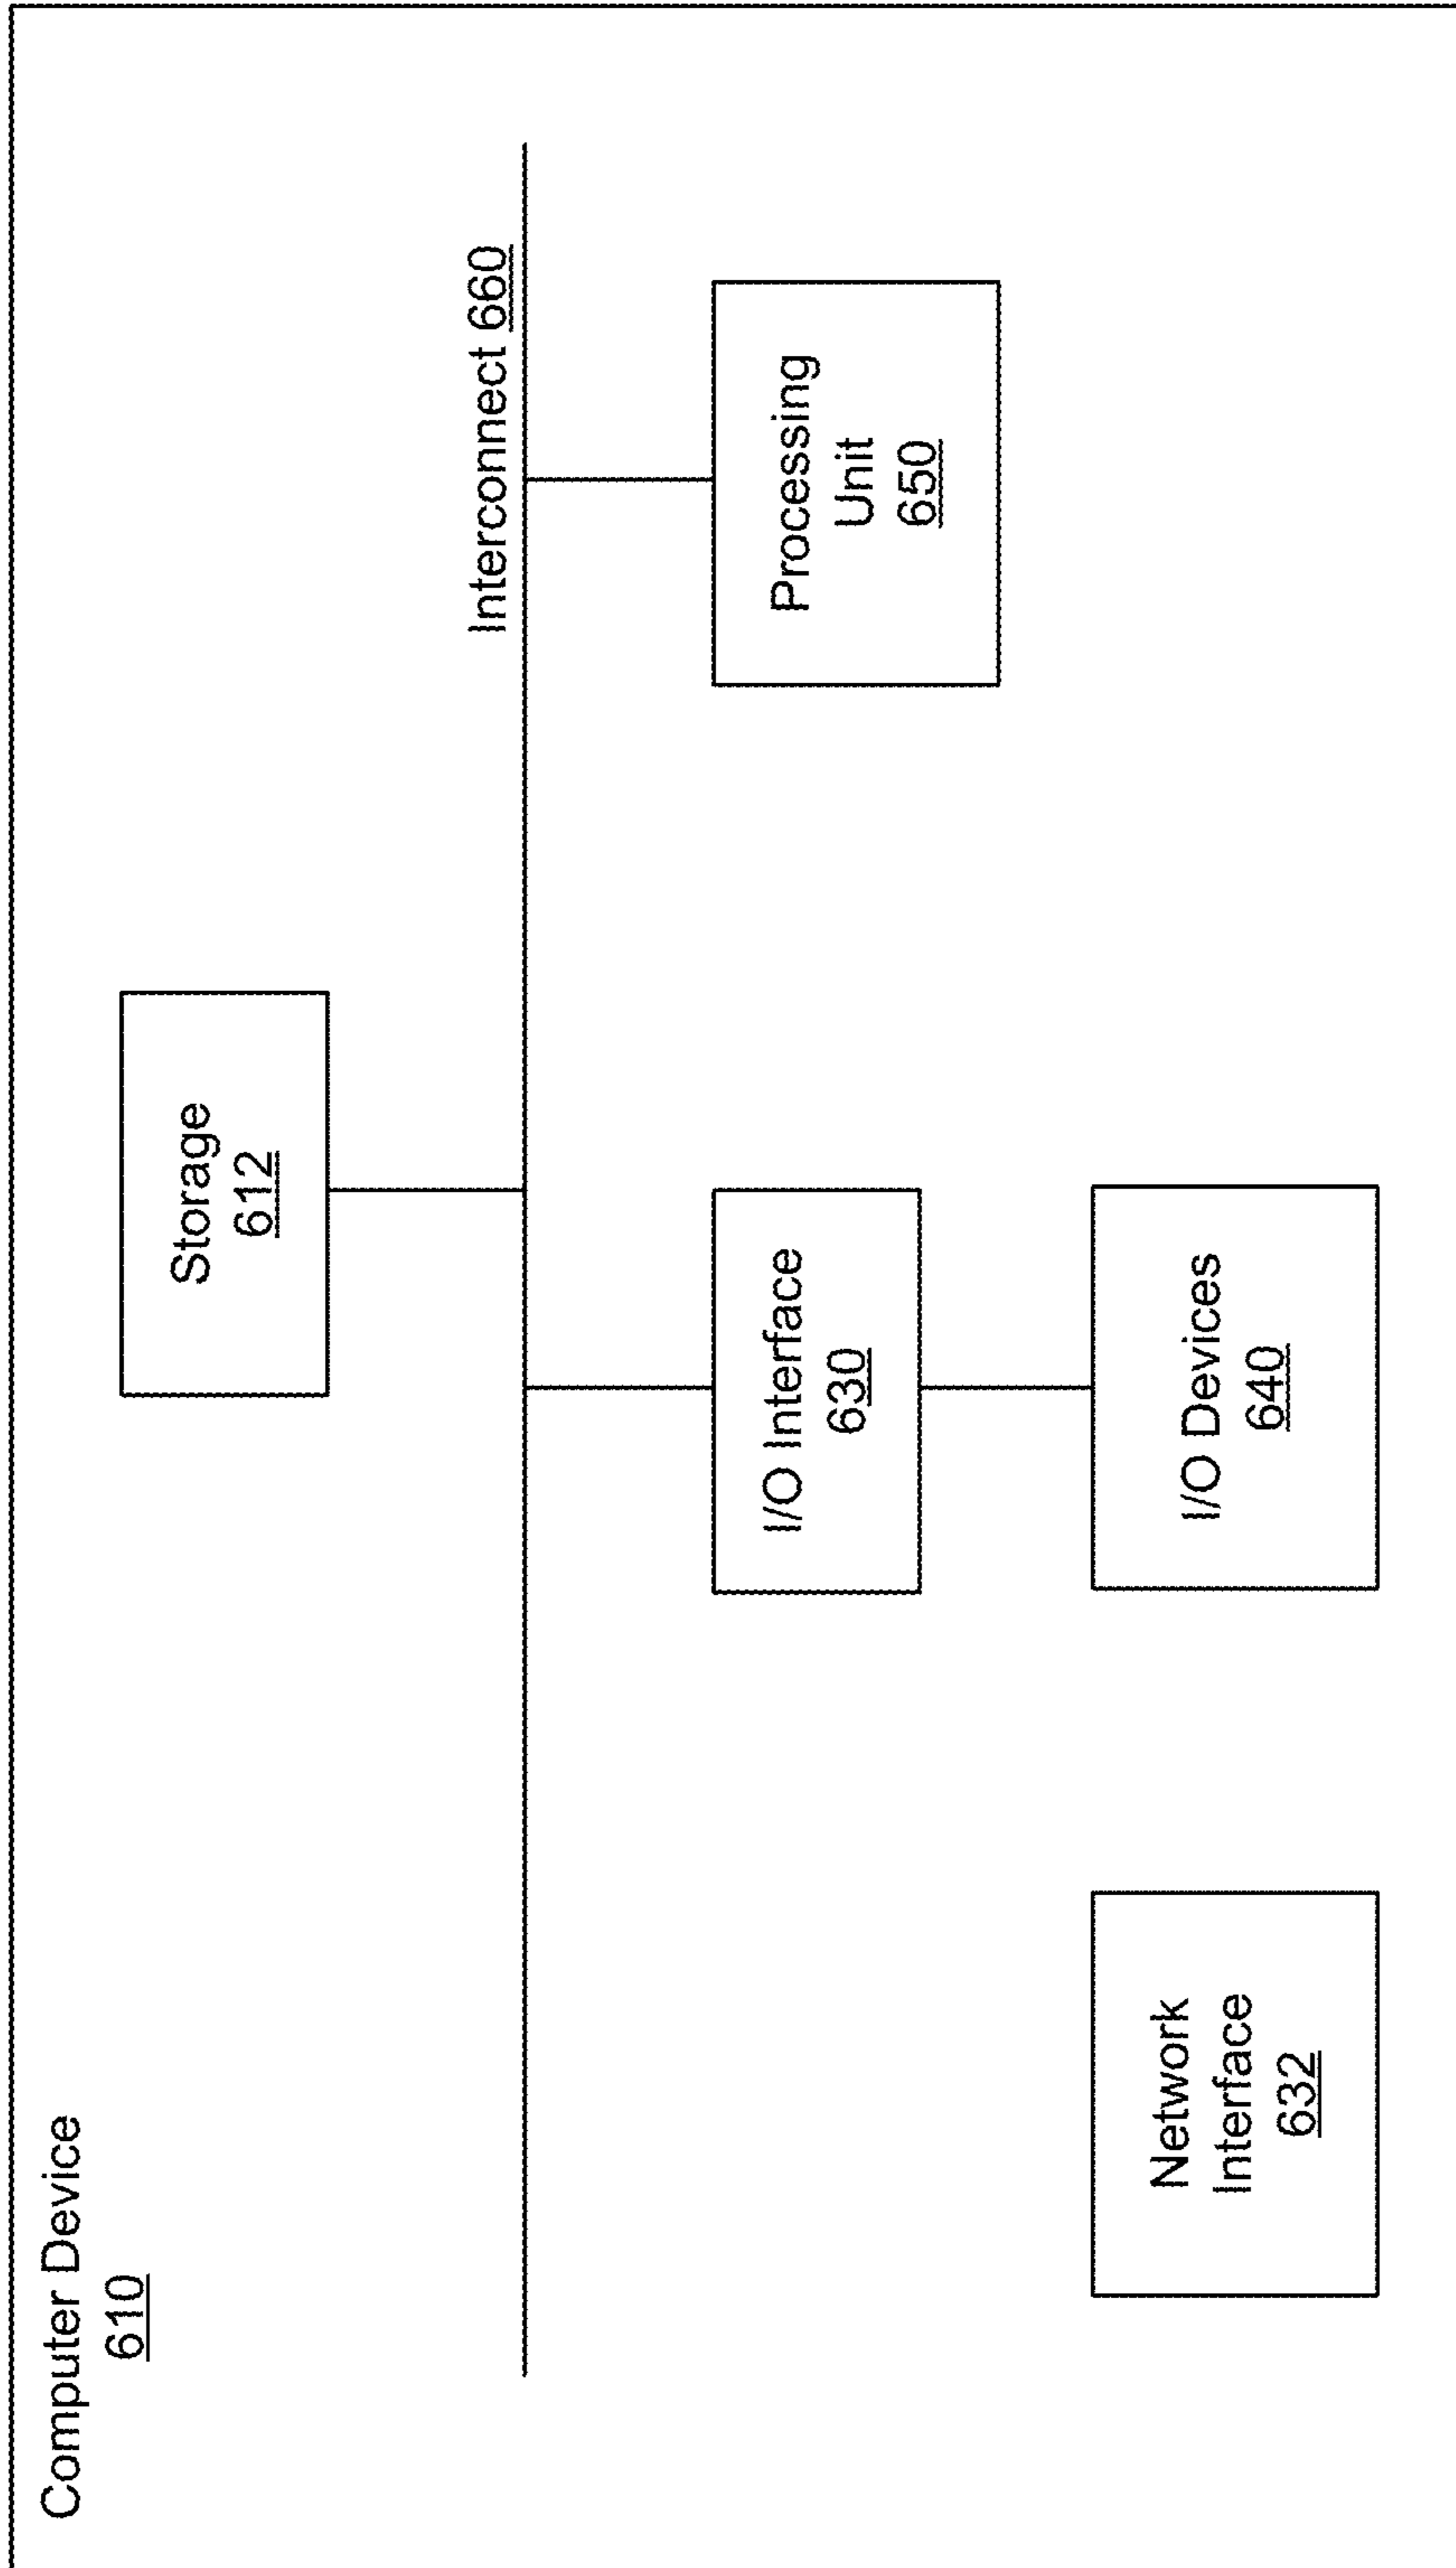 Computer Device
610
Storage
612
Interconnect 660
I/O Interface
630
Processing
Unit
650
Network
Interface
632
I/O Devices
640